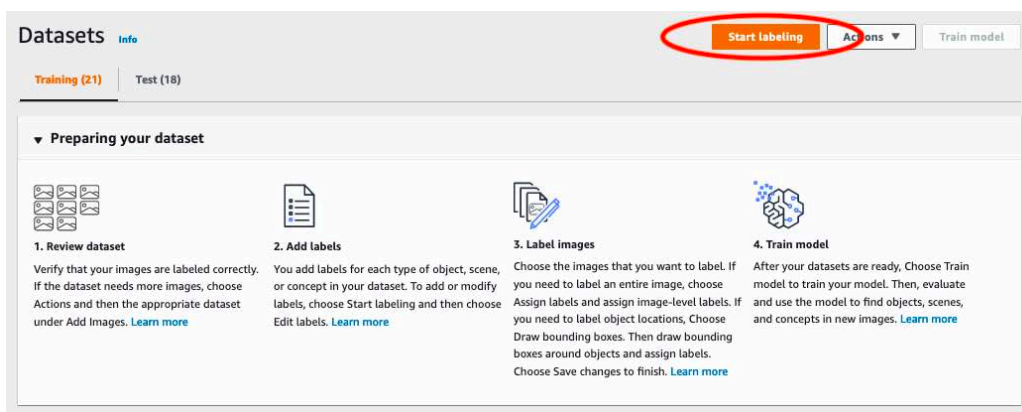 Datasets Info
Start labeling
Actions ▼
Train model
Training (21)
Test (18)
▼ Preparing your dataset
1. Review dataset
Verify that your images are labeled correctly.
If the dataset needs more images, choose
Actions and then the appropriate dataset
under Add Images. Learn more
2. Add labels
You add labels for each type of object, scene,
or concept in your dataset. To add or modify
labels, choose Start labeling and then choose
Edit labels. Learn more
3. Label images
Choose the images that you want to label. If
you need to label an entire image, choose
Assign labels and assign image-level labels. If
you need to label object locations, Choose
Draw bounding boxes. Then draw bounding
boxes around objects and assign labels.
Choose Save changes to finish. Learn more
4. Train model
After your datasets are ready, Choose Train
model to train your model. Then, evaluate
and use the model to find objects, scenes,
and concepts in new images. Learn more